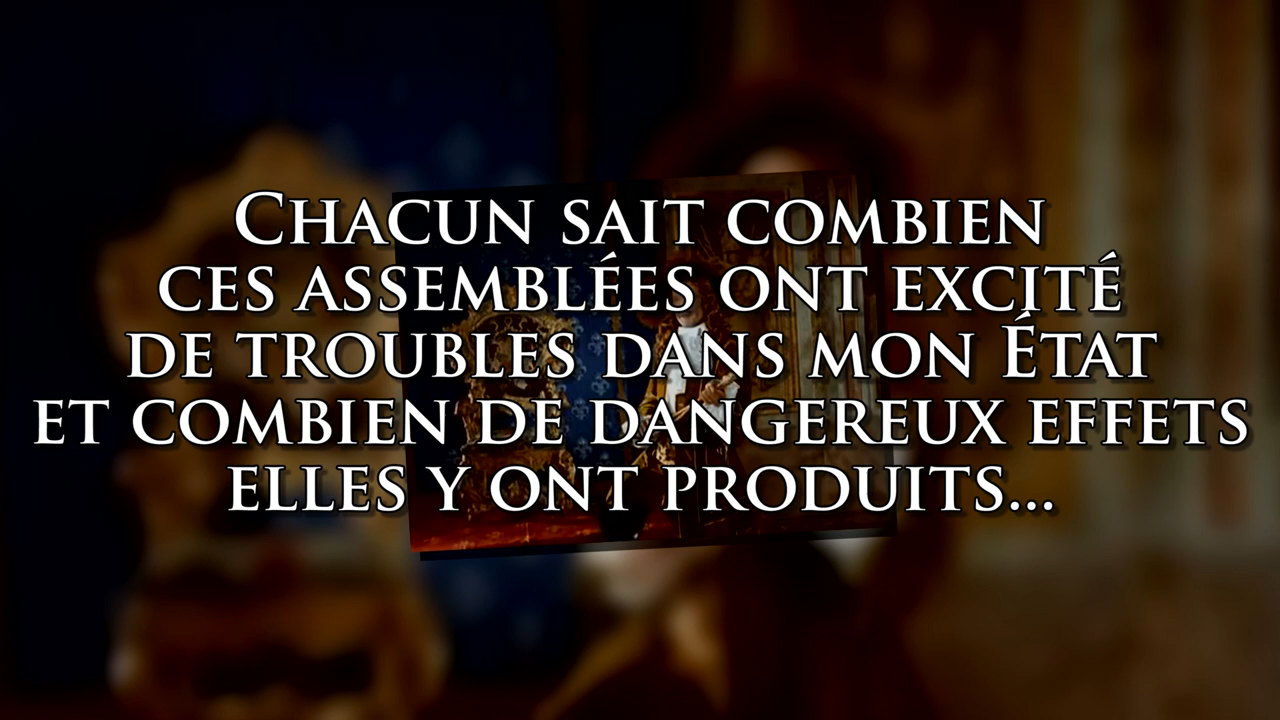 Chacun sait combien
ces assemblées ont excité
de troubles dans mon État
et combien de dangereux effets
elles y ont produits...